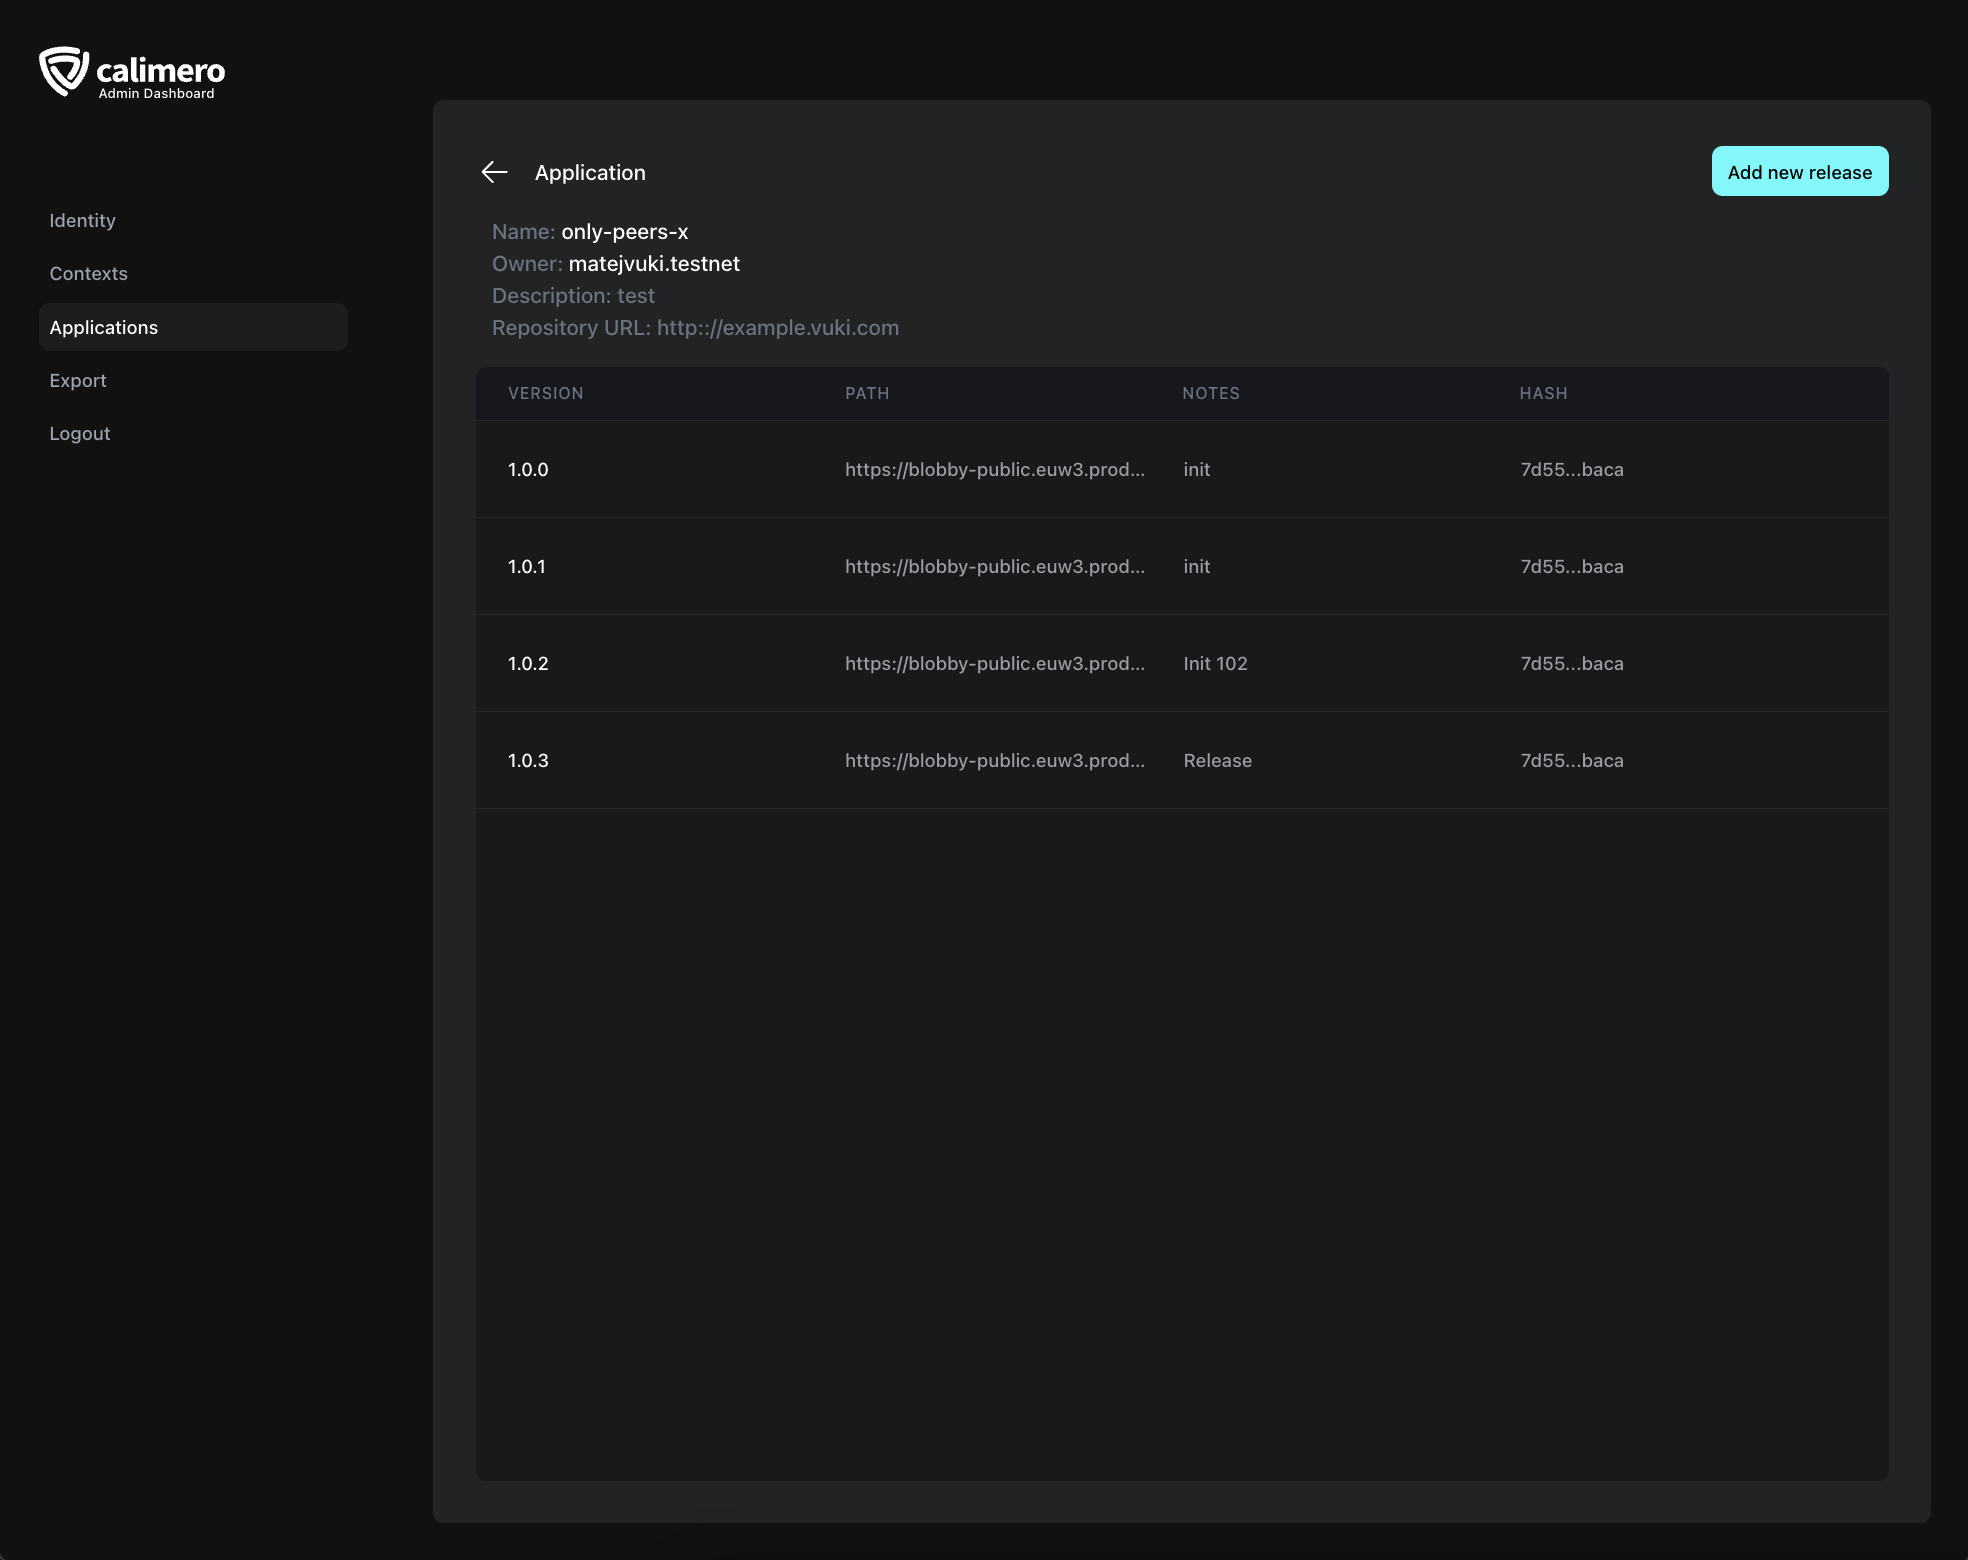 calimero
Admin Dashboard
Identity
Contexts
Applications
Export
Logout
Application
Add new release
Name: only-peers-x
Owner: matejvuki.testnet
Description: test
Repository URL: http:://example.vuki.com
VERSION PATH NOTES HASH
1.0.0 https://blobby-public.euw3.prod... init 7d55...baca
1.0.1 https://blobby-public.euw3.prod... init 7d55...baca
1.0.2 https://blobby-public.euw3.prod... Init 102 7d55...baca
1.0.3 https://blobby-public.euw3.prod... Release 7d55...baca